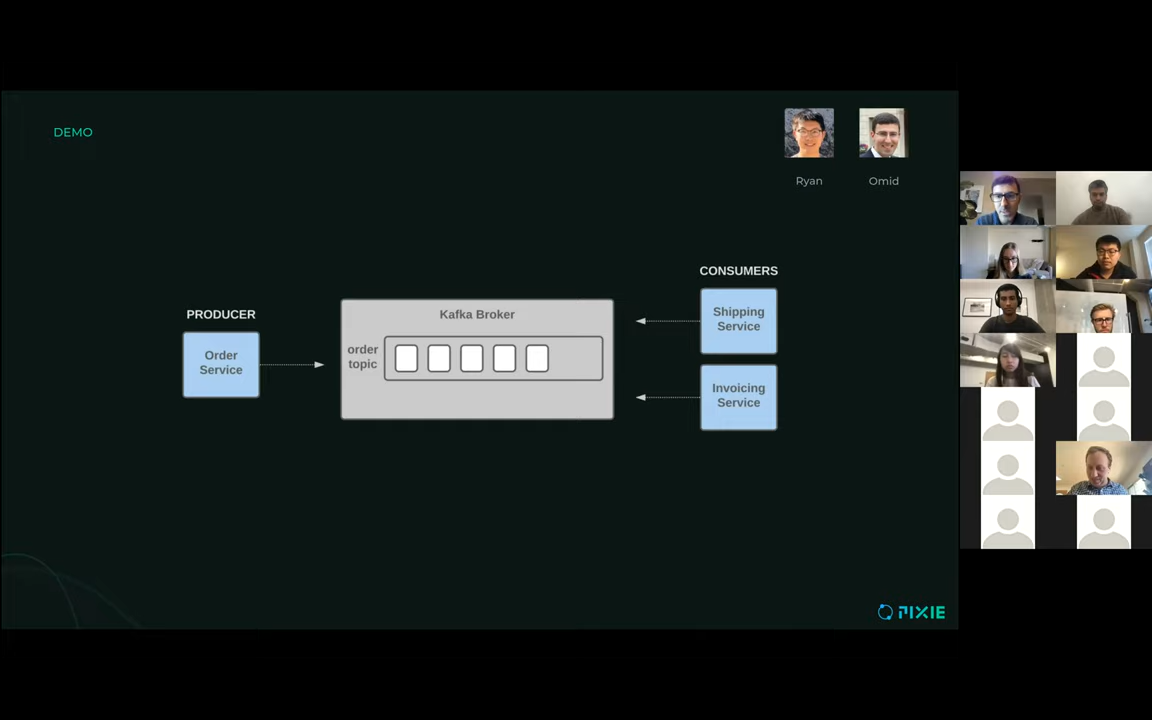 DEMO
Ryan
Omid
CONSUMERS
PRODUCER
Kafka Broker
Shipping
Service
order
topic
Order
Service
Invoicing
Service
PIXIE